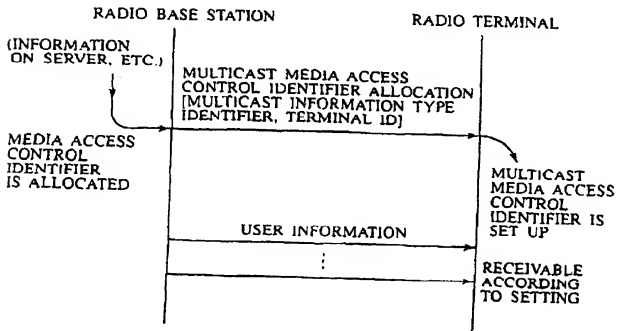 RADIO BASE STATION
RADIO TERMINAL
(INFORMATION
ON SERVER, ETC.)
MULTICAST MEDIA ACCESS
CONTROL IDENTIFIER ALLOCATION
[MULTICAST INFORMATION TYPE
IDENTIFIER, TERMINAL ID]
MEDIA ACCESS
CONTROL
IDENTIFIER
IS ALLOCATED
MULTICAST
MEDIA ACCESS
CONTROL
IDENTIFIER IS
SET UP
USER INFORMATION
RECEIVABLE
ACCORDING
TO SETTING